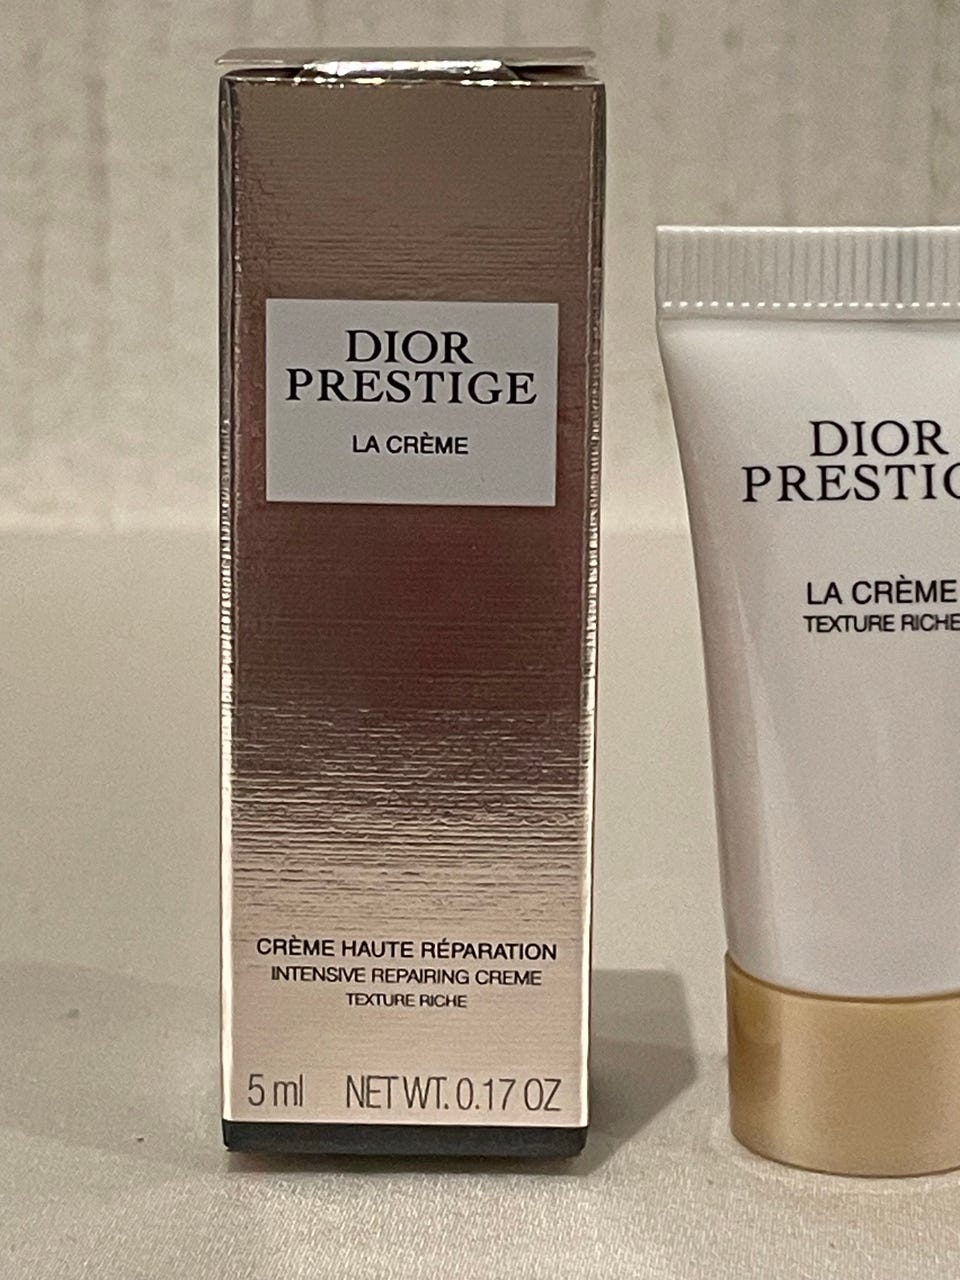 DIOR
PRESTIGE
LA CRÈME
CRÈME HAUTE RÉPARATION
INTENSIVE REPAIRING CREME
TEXTURE RICHE
5 ml NET WT. 0.17 OZ
DIOR
PRESTIG
LA CRÈME
TEXTURE RICHE